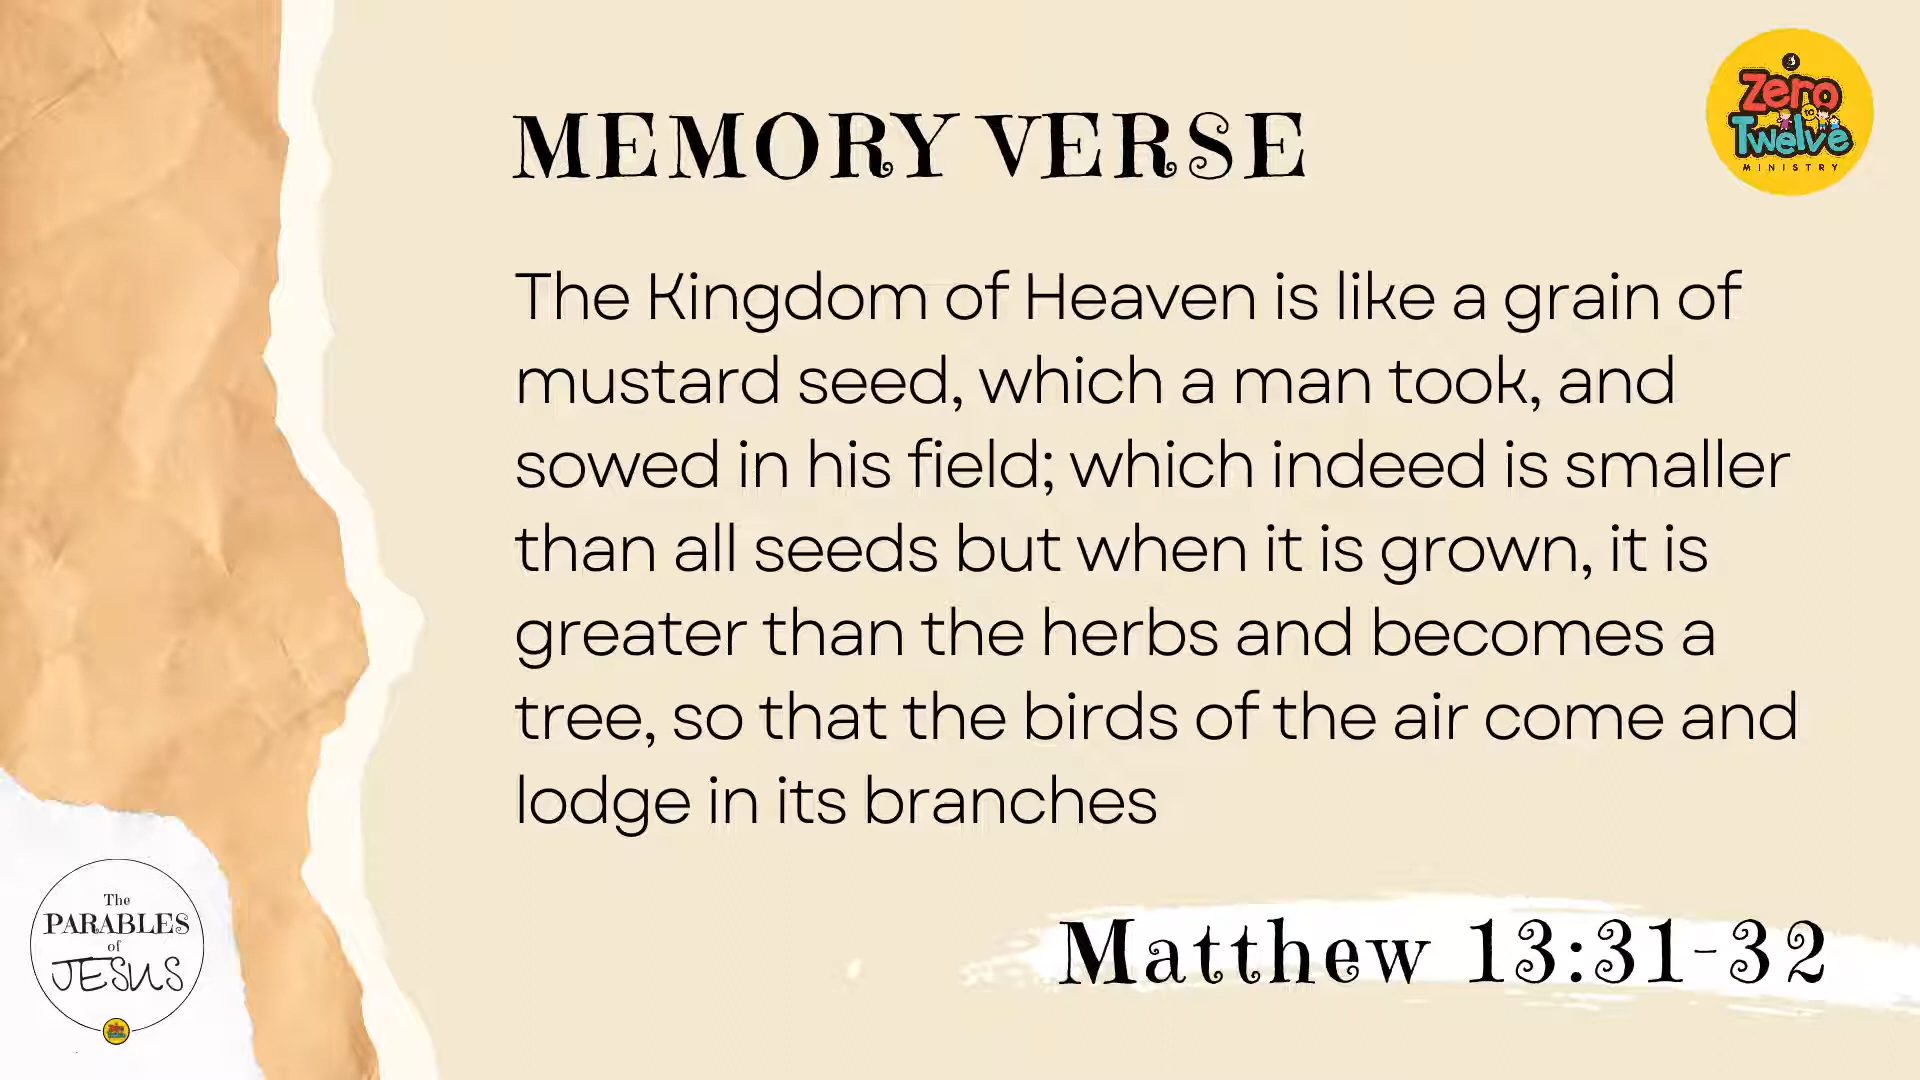 MEMORY VERSE
Zero
to
Twelve
MINISTRY
The Kingdom of Heaven is like a grain of
mustard seed, which a man took, and
sowed in his field; which indeed is smaller
than all seeds but when it is grown, it is
greater than the herbs and becomes a
tree, so that the birds of the air come and
lodge in its branches
Matthew 13:31-32
The
PARABLES
of
JESUS